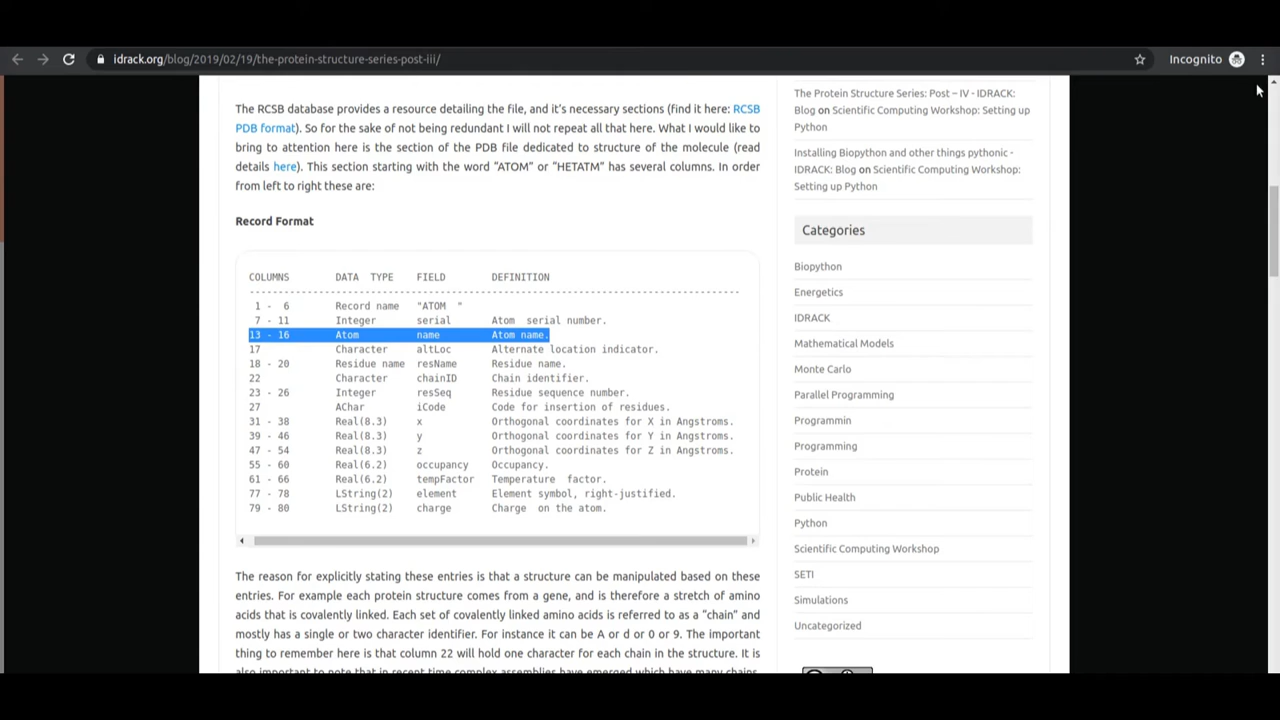 idrack.org/blog/2019/02/19/the-protein-structure-series-post-iii/
Incognito
The RCSB database provides a resource detailing the file, and it's necessary sections (find it here: RCSB
PDB format). So for the sake of not being redundant I will not repeat all that here. What I would like to
bring to attention here is the section of the PDB file dedicated to structure of the molecule (read
details here). This section starting with the word “ATOM” or “HETATM” has several columns. In order
from left to right these are:
Record Format
COLUMNS DATA TYPE FIELD DEFINITION
-------------------------------------------------------------------------------------
1 - 6 Record name "ATOM "
7 - 11 Integer serial Atom serial number.
13 - 16 Atom name Atom name.
17 Character altLoc Alternate location indicator.
18 - 20 Residue name resName Residue name.
22 Character chainID Chain identifier.
23 - 26 Integer resSeq Residue sequence number.
27 AChar iCode Code for insertion of residues.
31 - 38 Real(8.3) x Orthogonal coordinates for X in Angstroms.
39 - 46 Real(8.3) y Orthogonal coordinates for Y in Angstroms.
47 - 54 Real(8.3) z Orthogonal coordinates for Z in Angstroms.
55 - 60 Real(6.2) occupancy Occupancy.
61 - 66 Real(6.2) tempFactor Temperature factor.
77 - 78 LString(2) element Element symbol, right-justified.
79 - 80 LString(2) charge Charge on the atom.
The reason for explicitly stating these entries is that a structure can be manipulated based on these
entries. For example each protein structure comes from a gene, and is therefore a stretch of amino
acids that is covalently linked. Each set of covalently linked amino acids is referred to as a “chain” and
mostly has a single or two character identifier. For instance it can be A or d or 0 or 9. The important
thing to remember here is that column 22 will hold one character for each chain in the structure. It is
also important to note that in recent time complex assemblies have emerged which have many chains.
The Protein Structure Series: Post – IV - IDRACK:
Blog on Scientific Computing Workshop: Setting up
Python
Installing Biopython and other things pythonic -
IDRACK: Blog on Scientific Computing Workshop:
Setting up Python
Categories
Biopython
Energetics
IDRACK
Mathematical Models
Monte Carlo
Parallel Programming
Programmin
Programming
Protein
Public Health
Python
Scientific Computing Workshop
SETI
Simulations
Uncategorized